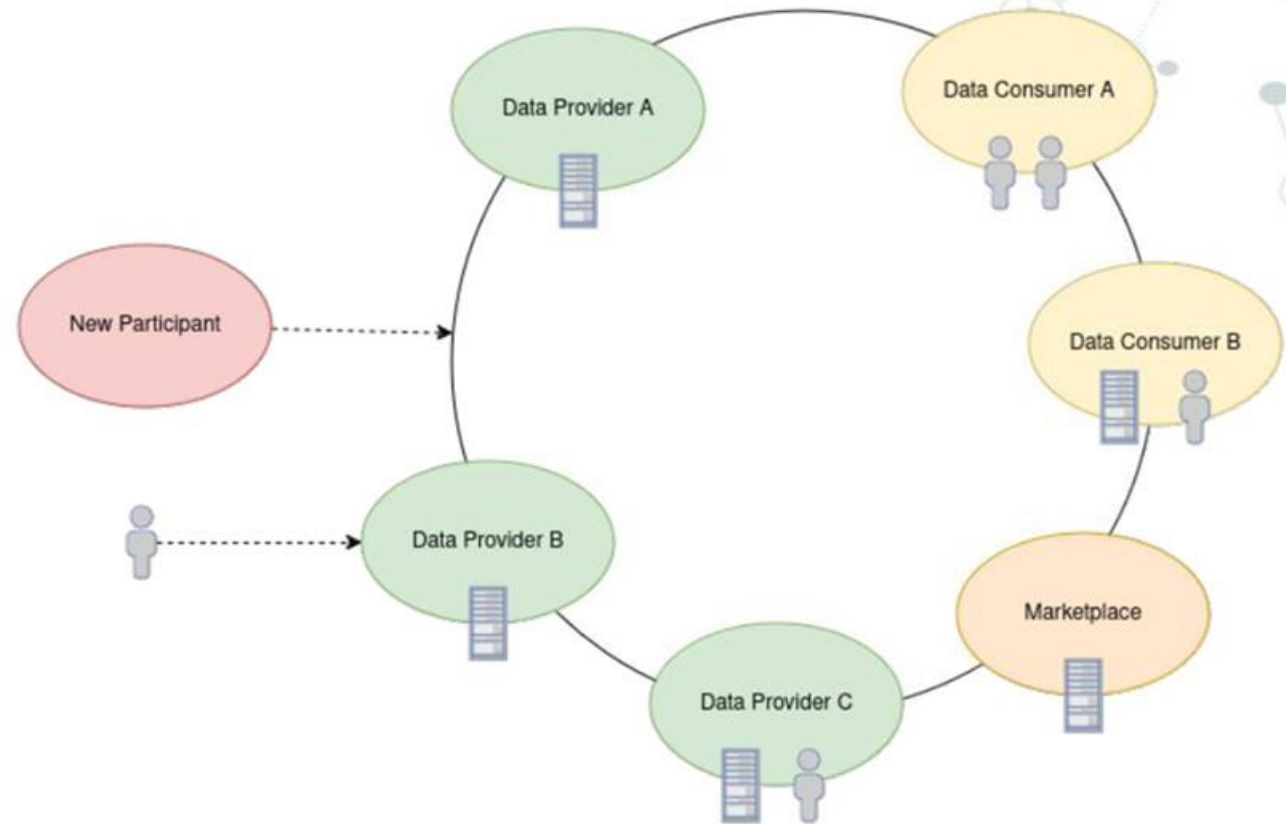 Data Provider A
Data Consumer A
New Participant
Data Consumer B
Data Provider B
Marketplace
Data Provider C